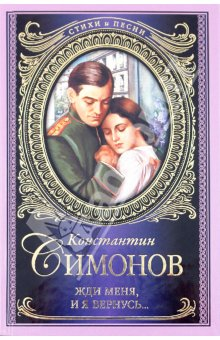 СТИХИ И ПЕСНИ
Константин
СИМОНОВ
ЖДИ МЕНЯ,
И Я ВЕРНУСЬ...